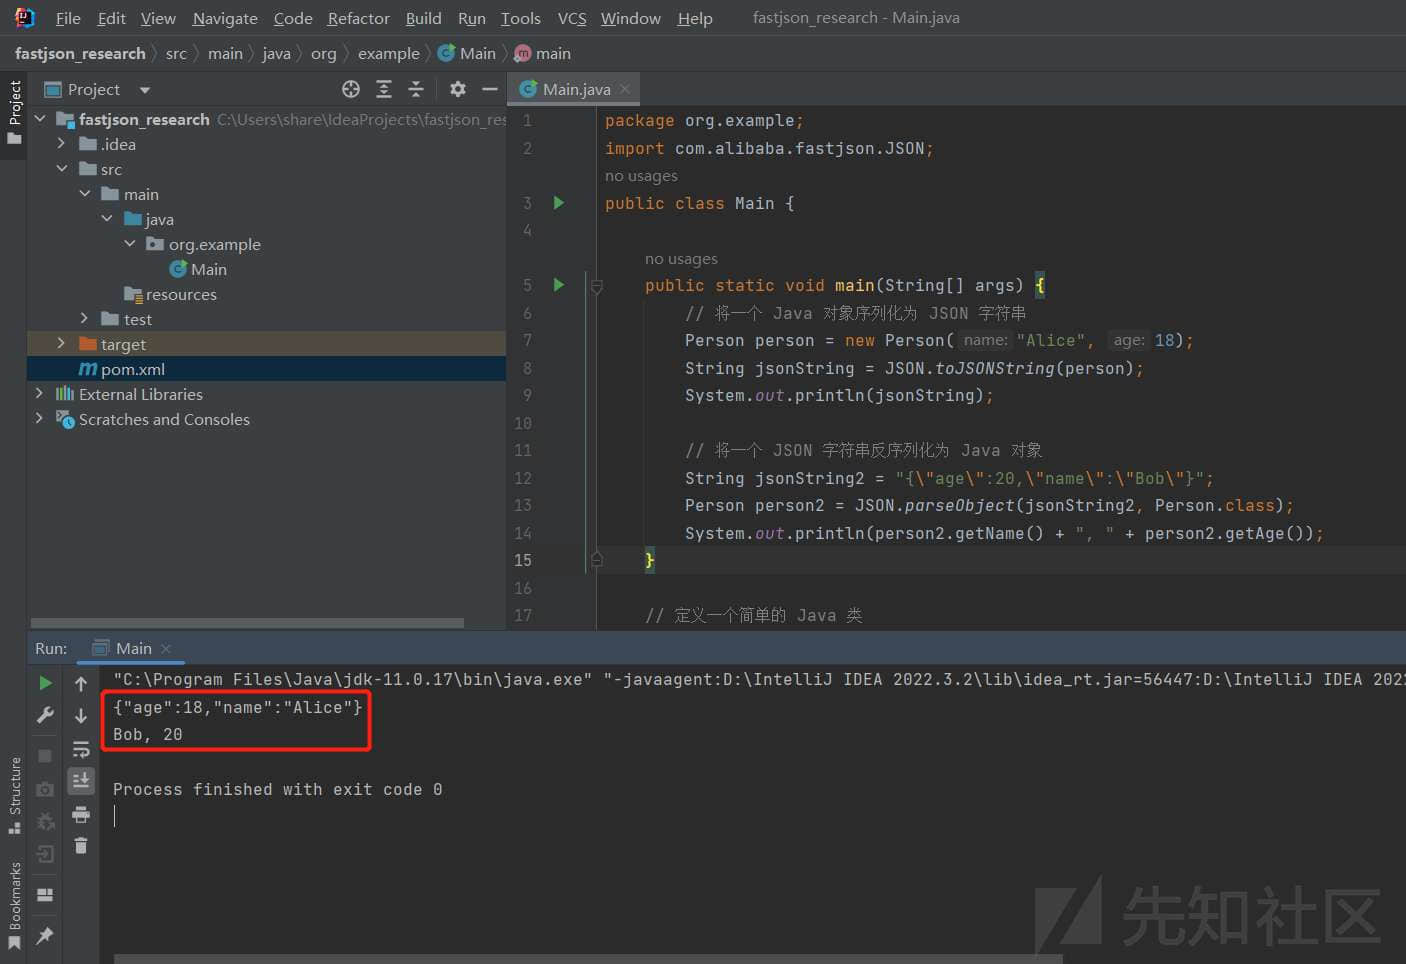 File Edit View Navigate Code Refactor Build Run Tools VCS Window Help fastjson_research - Main.java
fastjson_research src main java org example Main main
Project
Project
fastjson_research C:\Users\share\IdeaProjects\fastjson_res
.idea
src
main
java
org.example
Main
resources
test
target
pom.xml
External Libraries
Scratches and Consoles
Main.java
1 package org.example;
2 import com.alibaba.fastjson.JSON;
no usages
3 public class Main {
4
no usages
5 public static void main(String[] args) {
6 // 将一个 Java 对象序列化为 JSON 字符串
7 Person person = new Person( name: "Alice", age: 18);
8 String jsonString = JSON.toJSONString(person);
9 System.out.println(jsonString);
10
11 // 将一个 JSON 字符串反序列化为 Java 对象
12 String jsonString2 = "{\"age\":20,\"name\":\"Bob\"}";
13 Person person2 = JSON.parseObject(jsonString2, Person.class);
14 System.out.println(person2.getName() + ", " + person2.getAge());
15 }
16
17 // 定义一个简单的 Java 类
Run: Main
"C:\Program Files\Java\jdk-11.0.17\bin\java.exe" "-javaagent:D:\IntelliJ IDEA 2022.3.2\lib\idea_rt.jar=56447:D:\IntelliJ IDEA 202
{"age":18,"name":"Alice"}
Bob, 20
Process finished with exit code 0
Structure
Bookmarks
先知社区